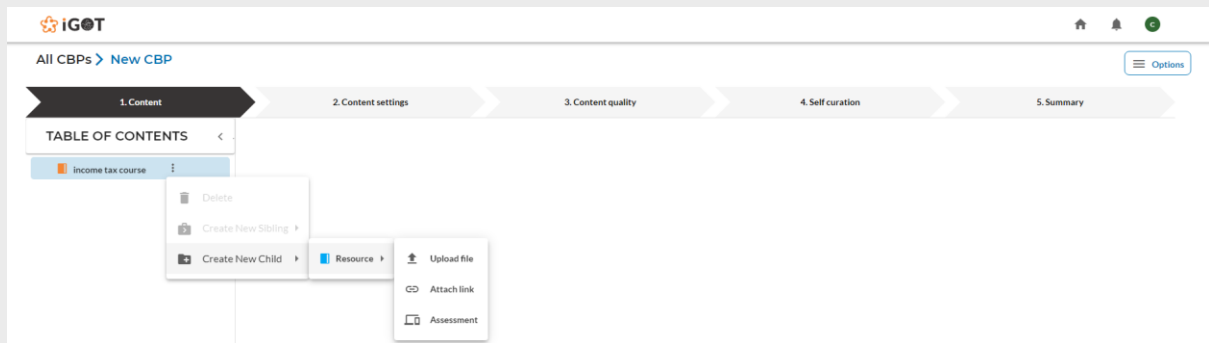 iGOT
C
All CBPs > New CBP
Options
1. Content
2. Content settings
3. Content quality
4. Self curation
5. Summary
TABLE OF CONTENTS
income tax course
Delete
Create New Sibling
Create New Child
Resource
Upload file
Attach link
Assessment